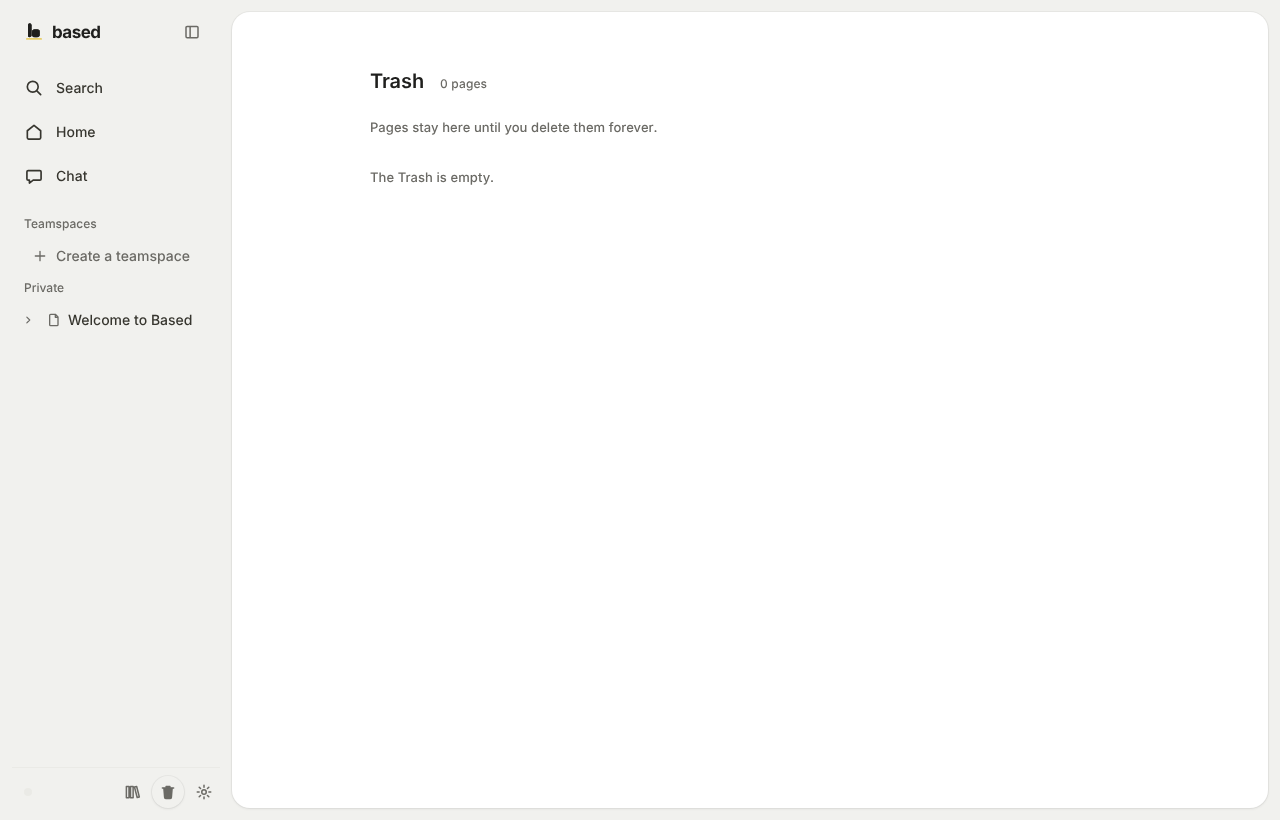 based
Search
Home
Chat
Teamspaces
Create a teamspace
Private
Welcome to Based
Trash 0 pages
Pages stay here until you delete them forever.
The Trash is empty.